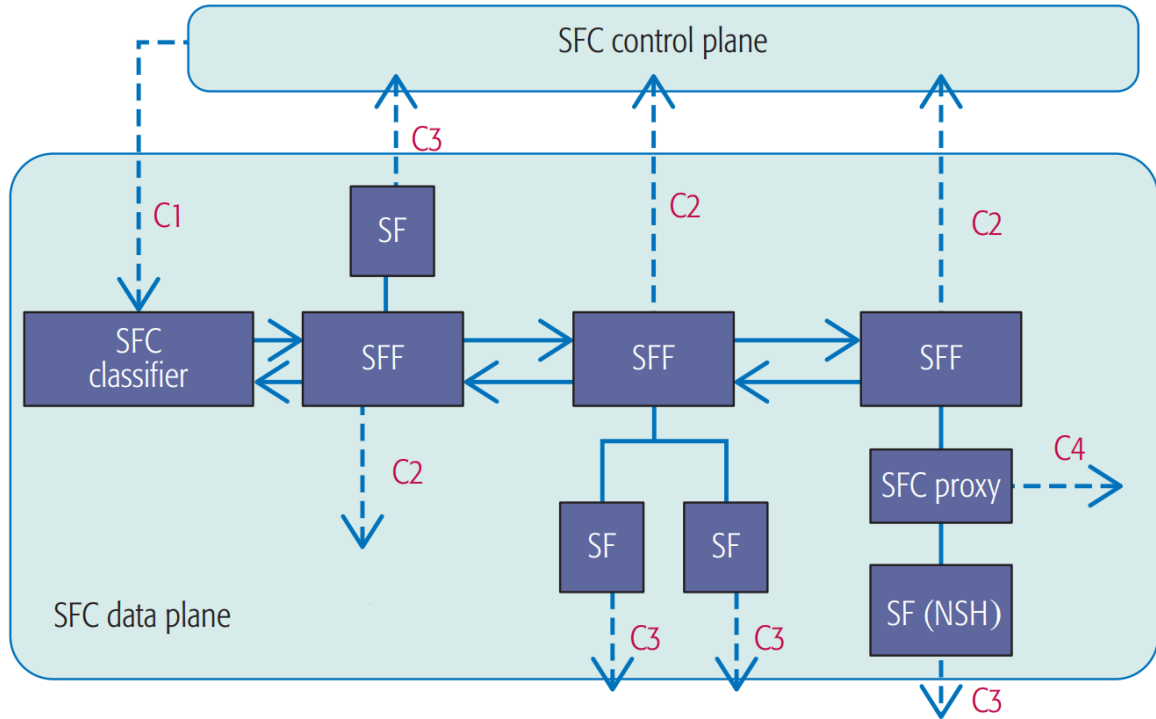 SFC control plane
C3
C1
C2
C2
SF
SFC
classifier
SFF
SFF
SFF
C2
C4
SFC proxy
SF
SF
SF (NSH)
SFC data plane
C3
C3
C3